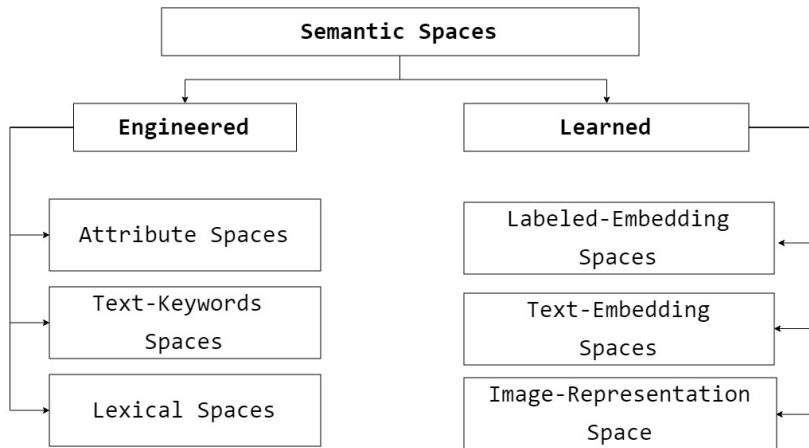 Semantic Spaces
Engineered
Learned
Attribute Spaces
Text-Keywords
Spaces
Lexical Spaces
Labeled-Embedding
Spaces
Text-Embedding
Spaces
Image-Representation
Space